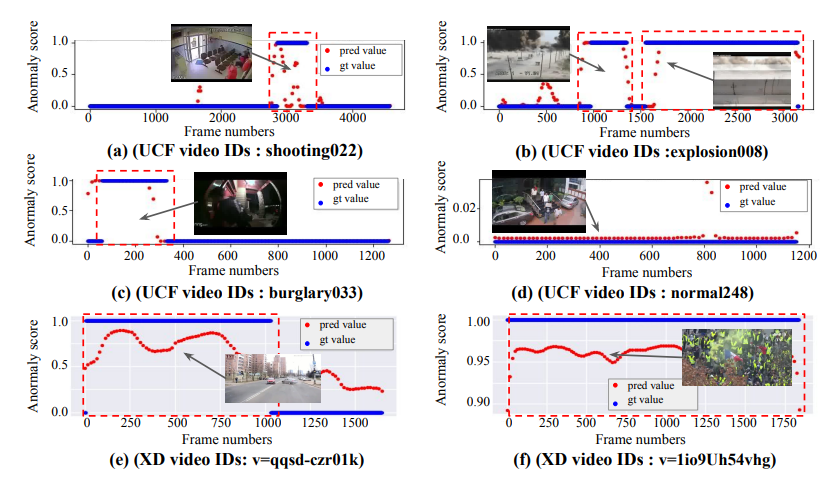 Anormaly score
1.0
0.5
0.0
pred value
gt value
0
1000
2000
3000
4000
Frame numbers
(a) (UCF video IDs : shooting022)
Anormaly score
1.0
0.5
0.0
pred value
gt value
0
500
1000
1500
2000
2500
3000
Frame numbers
(b) (UCF video IDs :explosion008)
Anormaly score
1.0
0.5
0.0
pred value
gt value
0
200
400
600
800
1000
1200
Frame numbers
(c) (UCF video IDs : burglary033)
Anormaly score
0.02
0.0
pred value
gt value
0
200
400
600
800
1000
1200
Frame numbers
(d) (UCF video IDs : normal248)
Anormaly score
1.0
0.5
0.0
pred value
gt value
0
250
500
750
1000
1250
1500
Frame numbers
(e) (XD video IDs: v=qqsd-czr01k)
Anormaly score
1.00
0.95
0.90
pred value
gt value
0
250
500
750
1000
1250
1500
1750
Frame numbers
(f) (XD video IDs : v=1io9Uh54vhg)